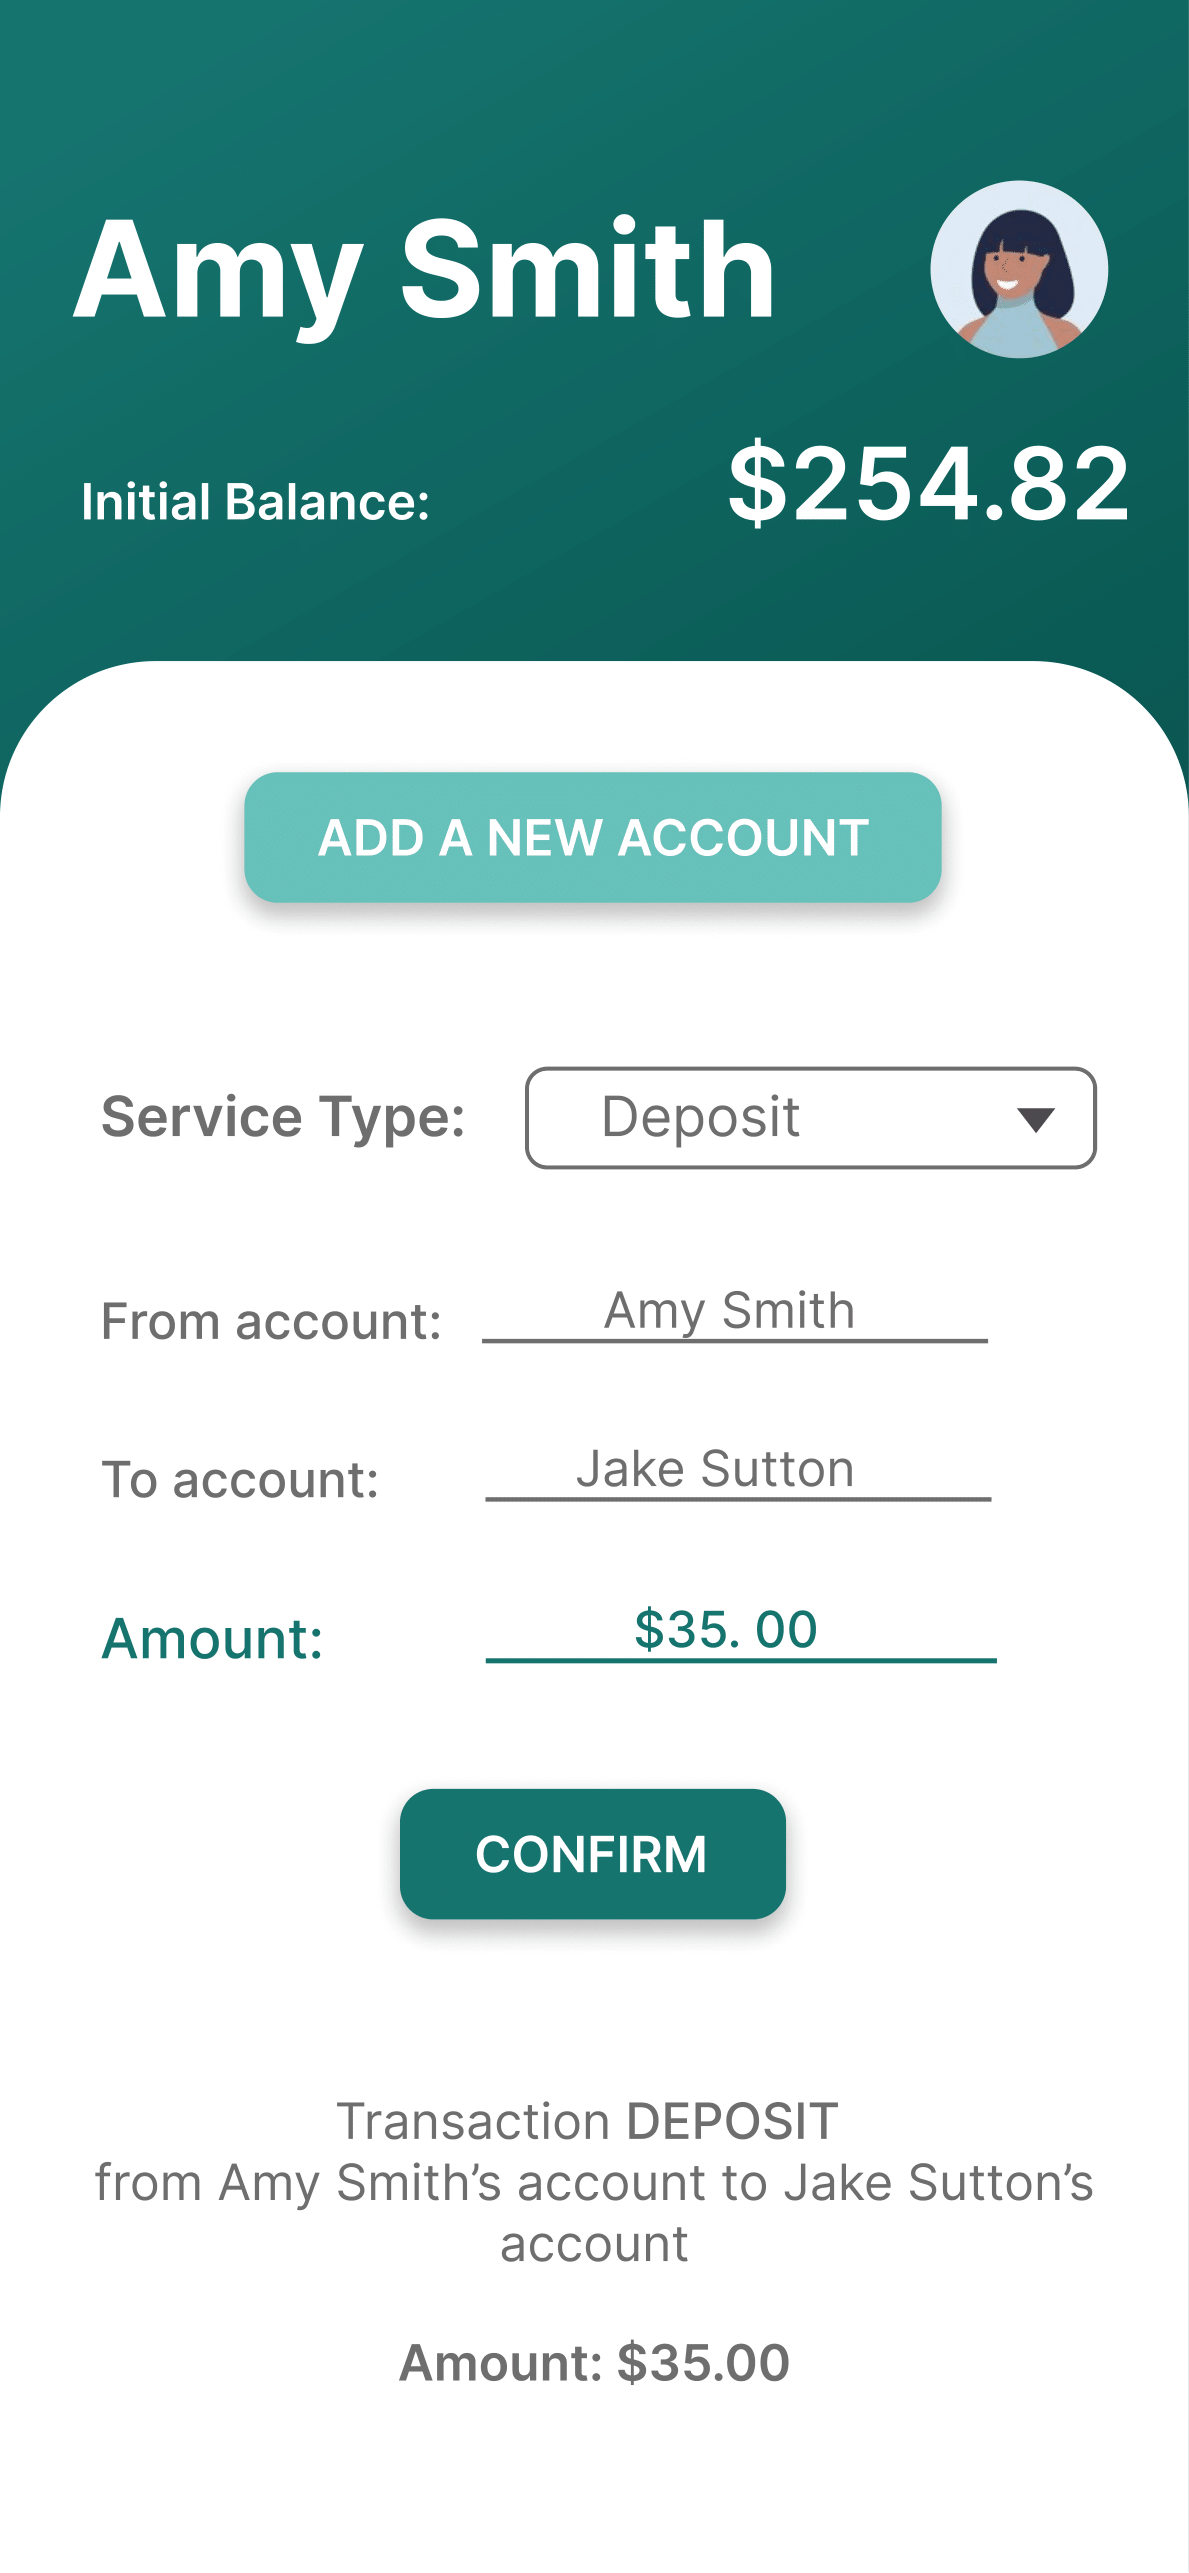 Amy Smith
Initial Balance: $254.82
ADD A NEW ACCOUNT
Service Type: Deposit
From account: Amy Smith
To account: Jake Sutton
Amount: $35. 00
CONFIRM
Transaction DEPOSIT
from Amy Smith’s account to Jake Sutton’s
account
Amount: $35.00